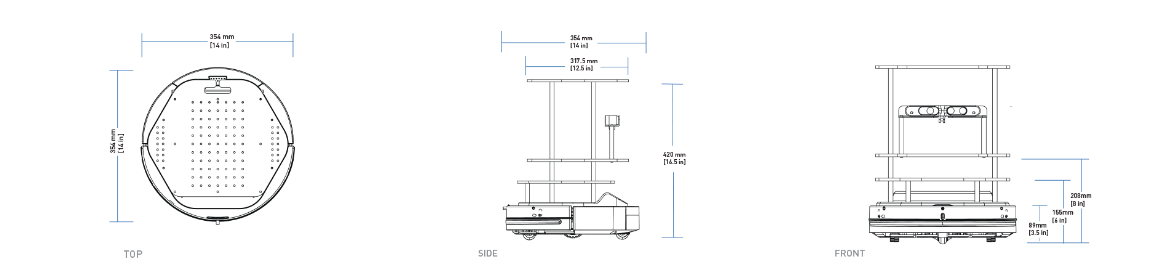 354 mm
[14 in]
354 mm
[14 in]
TOP
354 mm
[14 in]
317.5 mm
[12.5 in]
420 mm
[16.5 in]
SIDE
208mm
[8 in]
155mm
[6 in]
89mm
[3.5 in]
FRONT